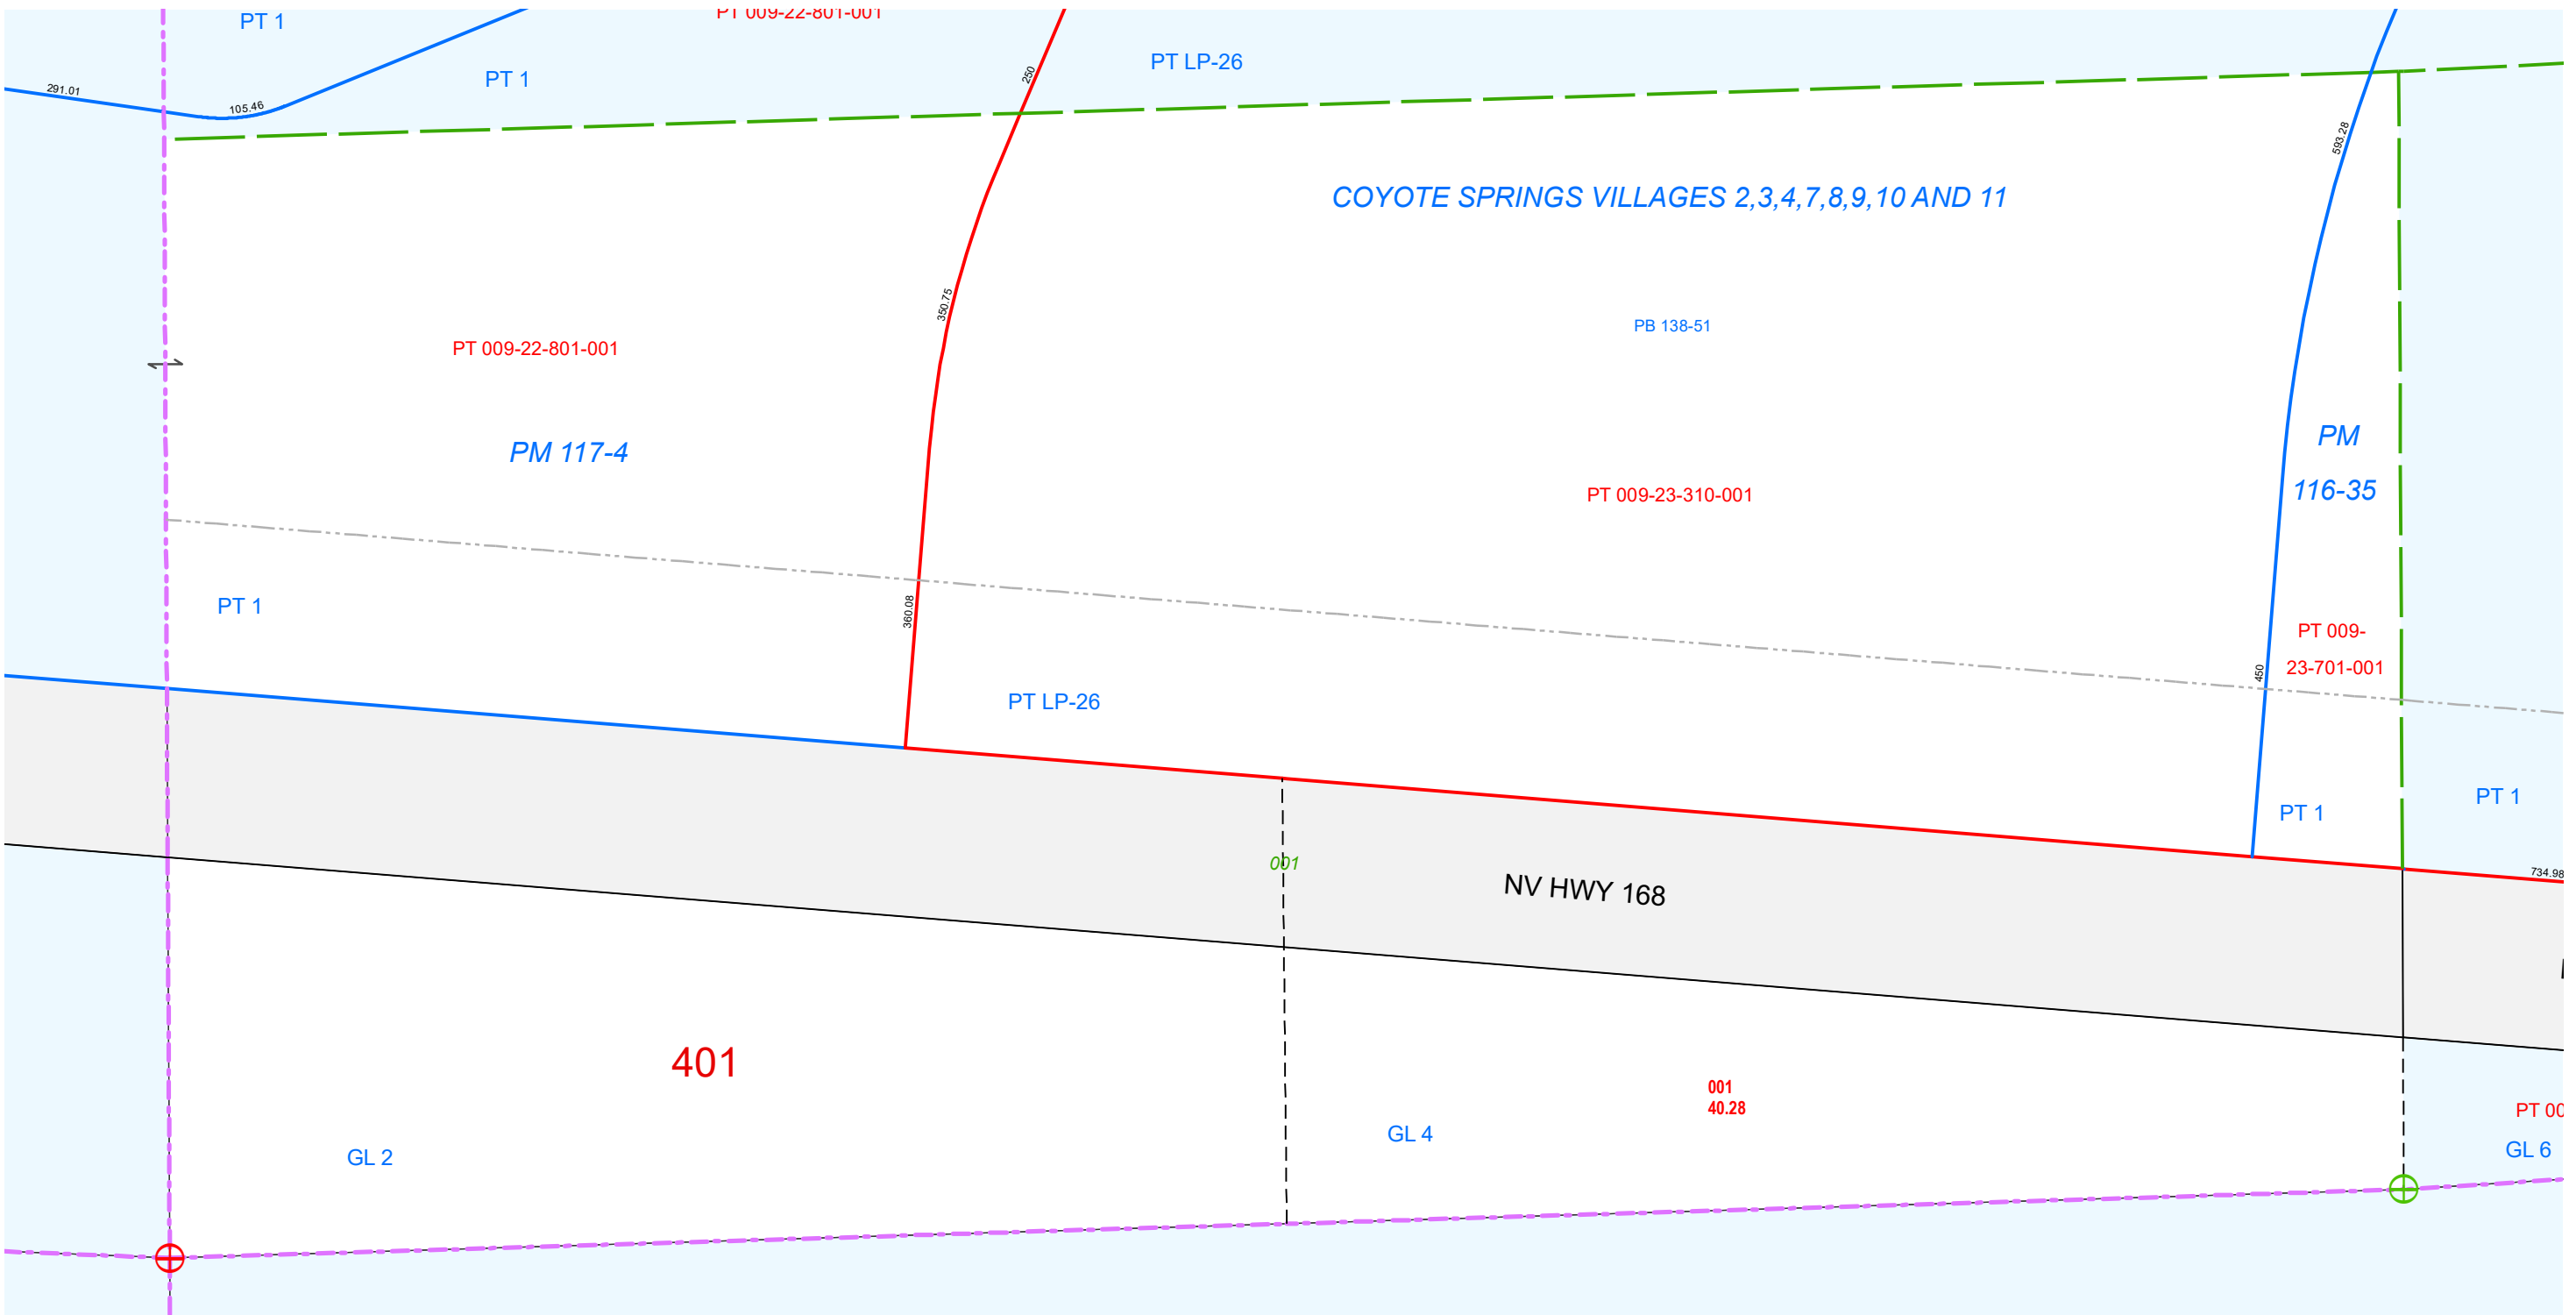 PT 1
PT 009-22-801-001
PT LP-26
PT 1
291.01
105.46
250
593.28
COYOTE SPRINGS VILLAGES 2,3,4,7,8,9,10 AND 11
350.75
PB 138-51
PT 009-22-801-001
PM 117-4
PM
116-35
PT 009-23-310-001
PT 1
360.08
PT 009-
23-701-001
450
PT LP-26
PT 1
PT 1
001
734.98
NV HWY 168
401
001
40.28
PT 00
GL 4
GL 2
GL 6